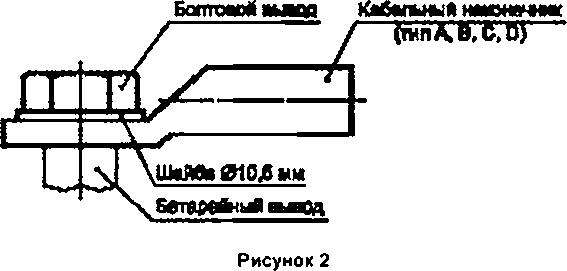 Болтовой вывод
Кабельный наконечник
(тип A, B, C, D)
Шайба Ø10,5 мм
Батарейный вывод
Рисунок 2